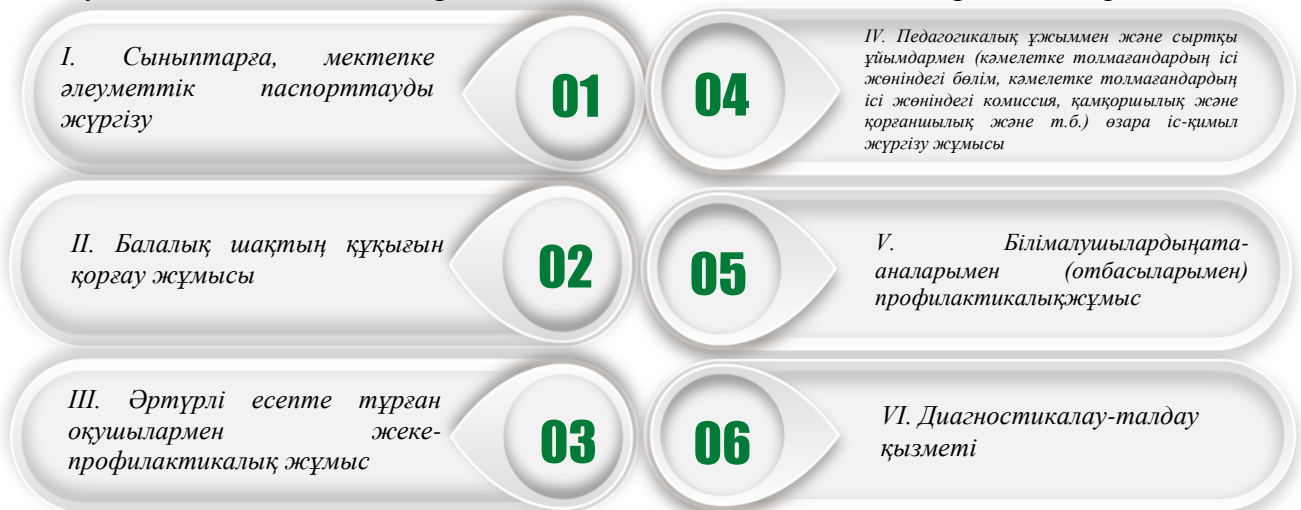 I. Сыныптарға, мектепке
әлеуметтік паспорттауды
жүргізу
01
II. Балалық шақтың құқығын
қорғау жұмысы
02
III. Әртүрлі есепте тұрған
оқушылармен жеке-
профилактикалық жұмыс
03
04
IV. Педагогикалық ұжыммен және сыртқы
ұйымдармен (кәмелетке толмағандардың ісі
жөніндегі бөлім, кәмелетке толмағандардың
ісі жөніндегі комиссия, қамқоршылық және
қорғаншылық және т.б.) өзара іс-қимыл
жүргізу жұмысы
05
V. Білімалушылардыңата-
аналарымен (отбасыларымен)
профилактикалықжұмыс
06
VI. Диагностикалау-талдау
қызметі